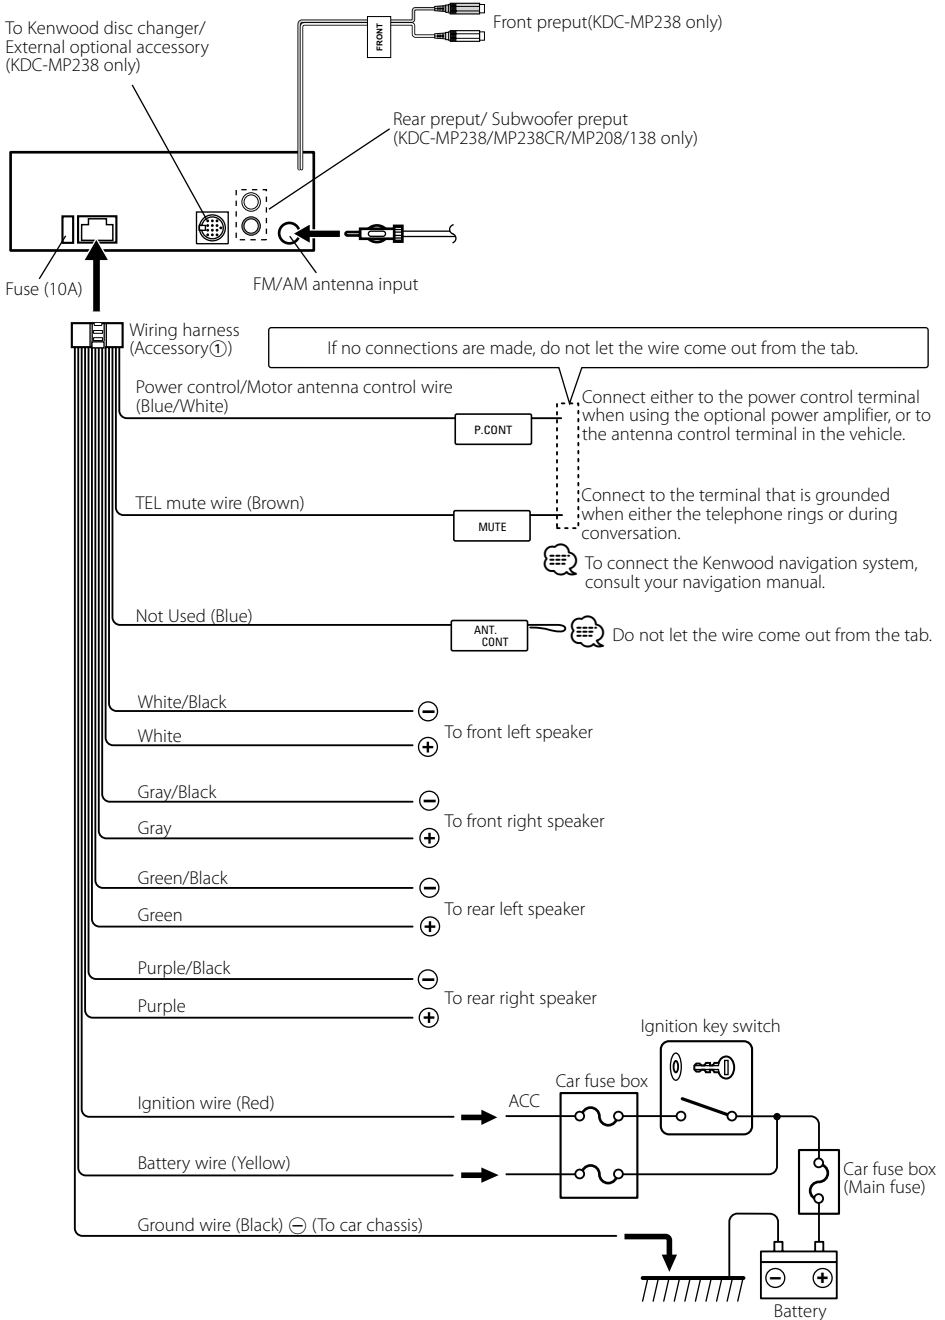 To Kenwood disc changer/
External optional accessory
(KDC-MP238 only)
FRONT
Front preput(KDC-MP238 only)
Rear preput/ Subwoofer preput
(KDC-MP238/MP238CR/MP208/138 only)
Fuse (10A)
FM/AM antenna input
Wiring harness
(Accessory①)
If no connections are made, do not let the wire come out from the tab.
Power control/Motor antenna control wire
(Blue/White)
P.CONT
Connect either to the power control terminal
when using the optional power amplifier, or to
the antenna control terminal in the vehicle.
TEL mute wire (Brown)
MUTE
Connect to the terminal that is grounded
when either the telephone rings or during
conversation.
To connect the Kenwood navigation system,
consult your navigation manual.
Not Used (Blue)
ANT.
CONT
Do not let the wire come out from the tab.
White/Black
⊖
White
⊕
To front left speaker
Gray/Black
⊖
Gray
⊕
To front right speaker
Green/Black
⊖
Green
⊕
To rear left speaker
Purple/Black
⊖
Purple
⊕
To rear right speaker
Ignition key switch
Car fuse box
Ignition wire (Red)
ACC
Battery wire (Yellow)
Car fuse box
(Main fuse)
Ground wire (Black) ⊖ (To car chassis)
⊖ ⊕
Battery